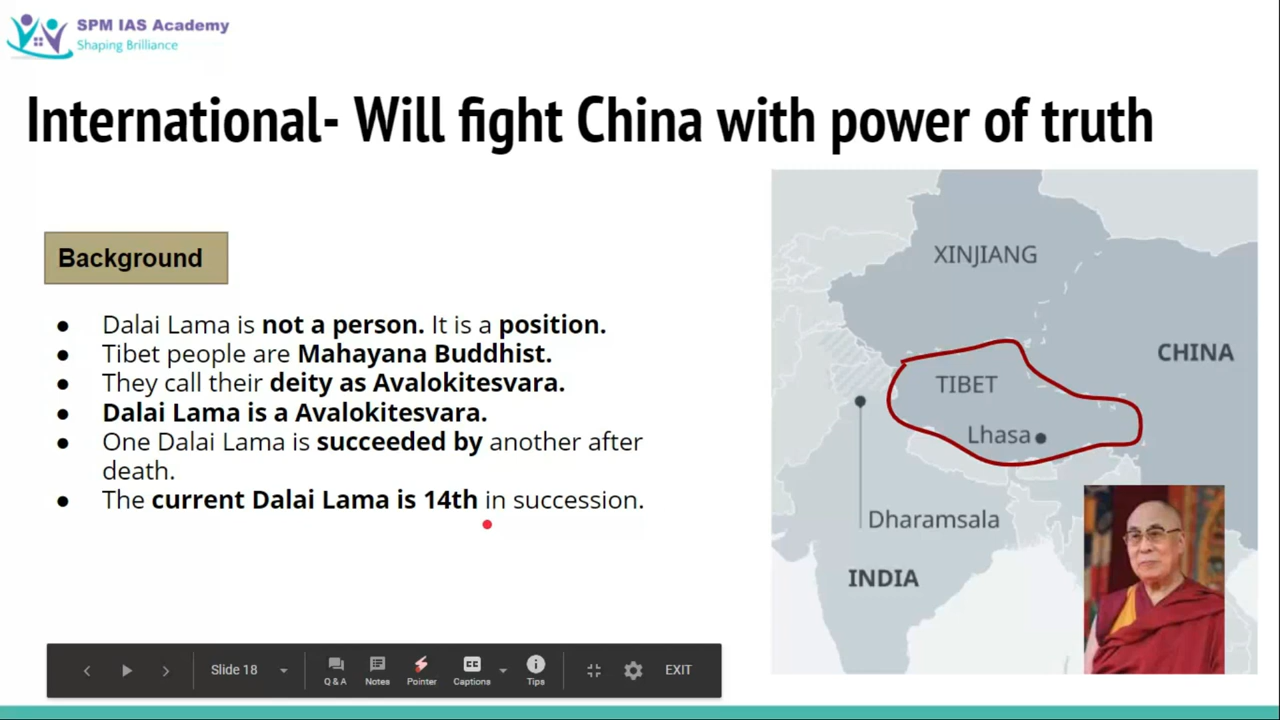 SPM IAS Academy
Shaping Brilliance
International- Will fight China with power of truth
Background
● Dalai Lama is not a person. It is a position.
● Tibet people are Mahayana Buddhist.
● They call their deity as Avalokitesvara.
● Dalai Lama is a Avalokitesvara.
● One Dalai Lama is succeeded by another after
death.
● The current Dalai Lama is 14th in succession.
XINJIANG
CHINA
TIBET
Lhasa
Dharamsala
INDIA
Slide 18
Q & A
Notes
Pointer
CC
Captions
Tips
EXIT